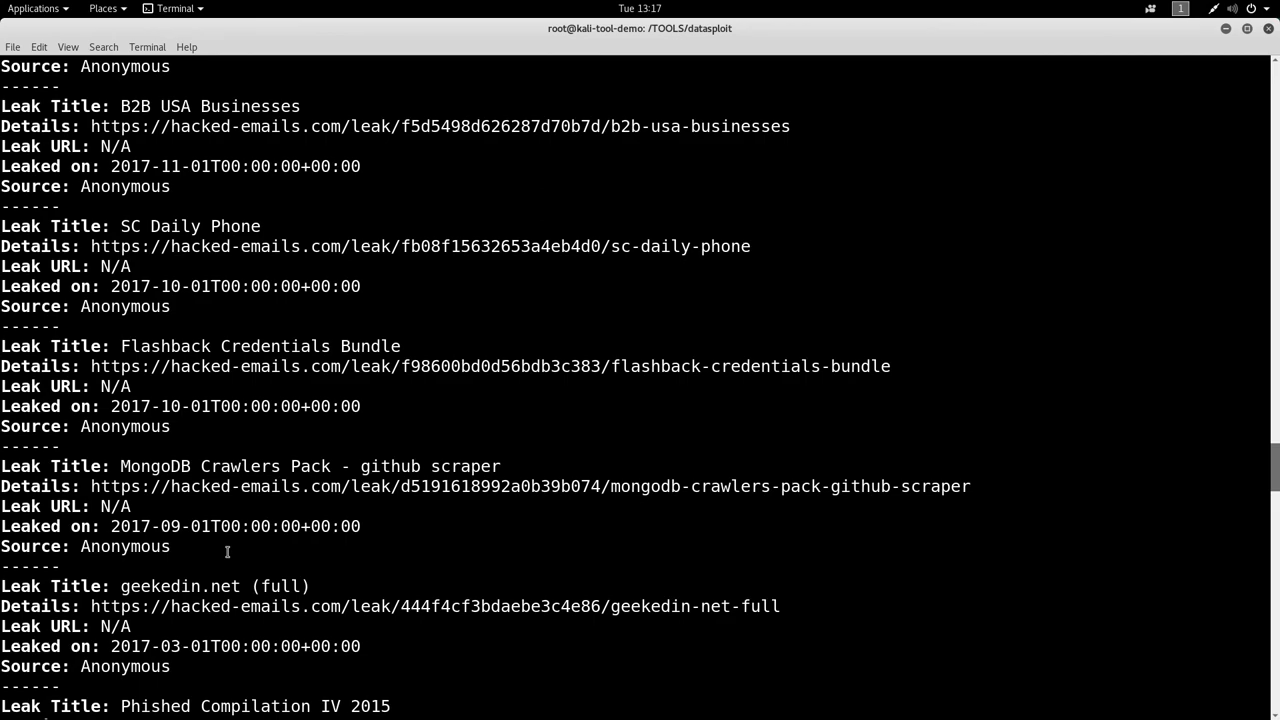 Applications
Places
Terminal
Tue 13:17
1
root@kali-tool-demo: /TOOLS/datasploit
File Edit View Search Terminal Help
Source: Anonymous
------
Leak Title: B2B USA Businesses
Details: https://hacked-emails.com/leak/f5d5498d626287d70b7d/b2b-usa-businesses
Leak URL: N/A
Leaked on: 2017-11-01T00:00:00+00:00
Source: Anonymous
------
Leak Title: SC Daily Phone
Details: https://hacked-emails.com/leak/fb08f15632653a4eb4d0/sc-daily-phone
Leak URL: N/A
Leaked on: 2017-10-01T00:00:00+00:00
Source: Anonymous
------
Leak Title: Flashback Credentials Bundle
Details: https://hacked-emails.com/leak/f98600bd0d56bdb3c383/flashback-credentials-bundle
Leak URL: N/A
Leaked on: 2017-10-01T00:00:00+00:00
Source: Anonymous
------
Leak Title: MongoDB Crawlers Pack - github scraper
Details: https://hacked-emails.com/leak/d5191618992a0b39b074/mongodb-crawlers-pack-github-scraper
Leak URL: N/A
Leaked on: 2017-09-01T00:00:00+00:00
Source: Anonymous
------
Leak Title: geekedin.net (full)
Details: https://hacked-emails.com/leak/444f4cf3bdaebe3c4e86/geekedin-net-full
Leak URL: N/A
Leaked on: 2017-03-01T00:00:00+00:00
Source: Anonymous
------
Leak Title: Phished Compilation IV 2015